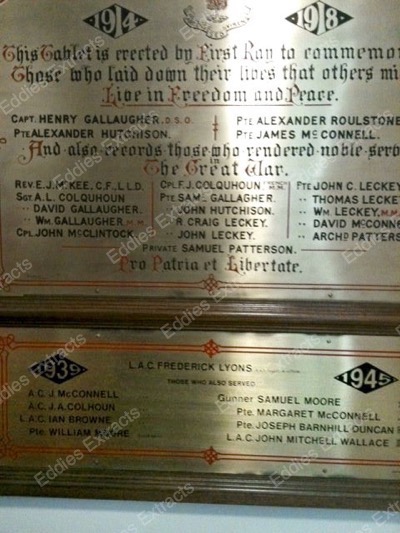 1914 1918
This Tablet is erected by First Ray to commemor
Those who laid down their lives that others mi
Live in Freedom and Peace.
CAPT. HENRY GALLAUGHER. D.S.O. PTE ALEXANDER ROULSTONE
PTE ALEXANDER HUTCHISON. PTE JAMES McCONNELL.
And also records those who rendered noble serv
in
The Great War.
REV. E.J. McKEE, C.F., L.L.D. CPL. F.J. COLQUHOUN PTE JOHN C. LECKEY
SGT A.L. COLQUHOUN PTE SAML GALLAGHER. " THOMAS LECKEY
" DAVID GALLAUGHER. " JOHN HUTCHISON. " WM. LECKEY, M.M.
" WM. GALLAUGHER, M.M. " R CRAIG LECKEY. " DAVID McCONN
CPL. JOHN McCLINTOCK. " JOHN LECKEY. " ARCHD PATTERS
PRIVATE SAMUEL PATTERSON.
Pro Patria et Libertate.
1939 1945
L.A.C. FREDERICK LYONS
THOSE WHO ALSO SERVED
A.C. J. McCONNELL Gunner SAMUEL MOORE
A.C. J.A. COLHOUN Pte. MARGARET McCONNELL
L.A.C. IAN BROWNE Pte. JOSEPH BARNHILL DUNCAN
Pte. WILLIAM L.A.C. JOHN MITCHELL WALLACE
Eddies Extracts